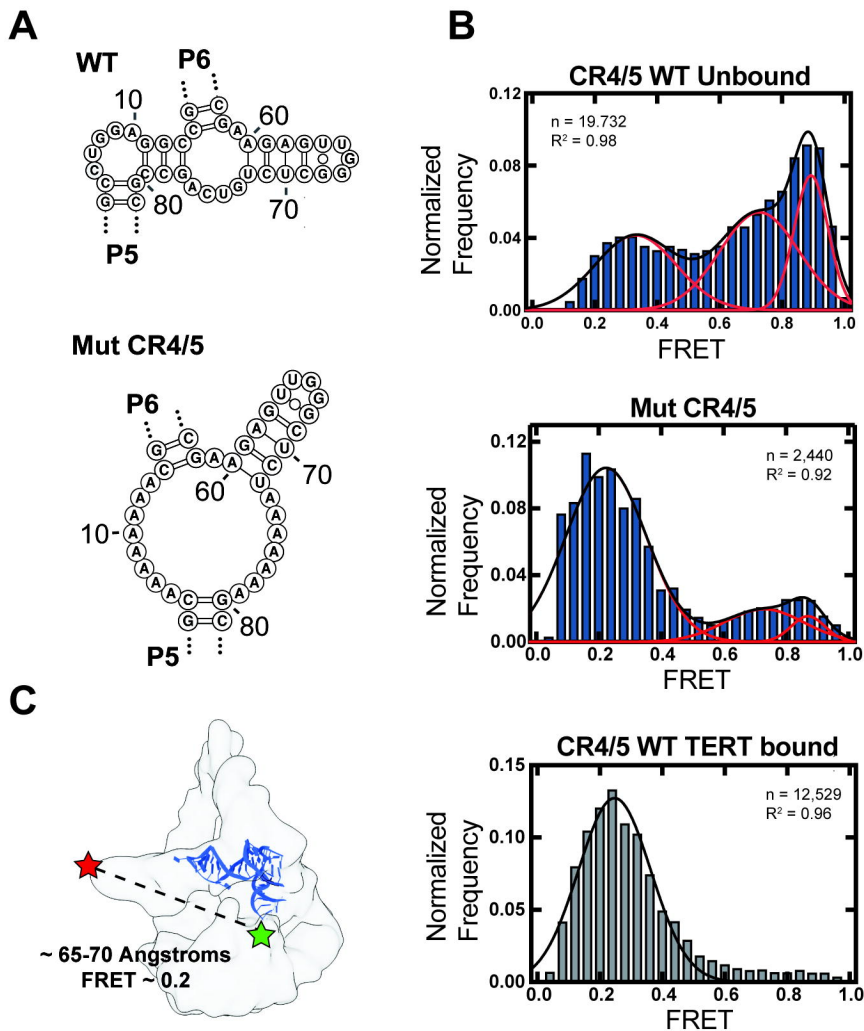 A
WT
P6
10
60
80
70
P5
G C
C G A A G A G U U G G G C U C U G U C A G C C G C
A G G C
G G U C C G
G C
Mut CR4/5
P6
60
70
10
80
P5
B
CR4/5 WT Unbound
n = 19.732
R² = 0.98
Normalized
Frequency
0.12
0.08
0.04
0.00
0.0 0.2 0.4 0.6 0.8 1.0
FRET
Mut CR4/5
n = 2,440
R² = 0.92
Normalized
Frequency
0.12
0.08
0.04
0.00
0.0 0.2 0.4 0.6 0.8 1.0
FRET
C
~ 65-70 Angstroms
FRET ~ 0.2
CR4/5 WT TERT bound
n = 12,529
R² = 0.96
Normalized
Frequency
0.15
0.10
0.05
0.00
0.0 0.2 0.4 0.6 0.8 1.0
FRET